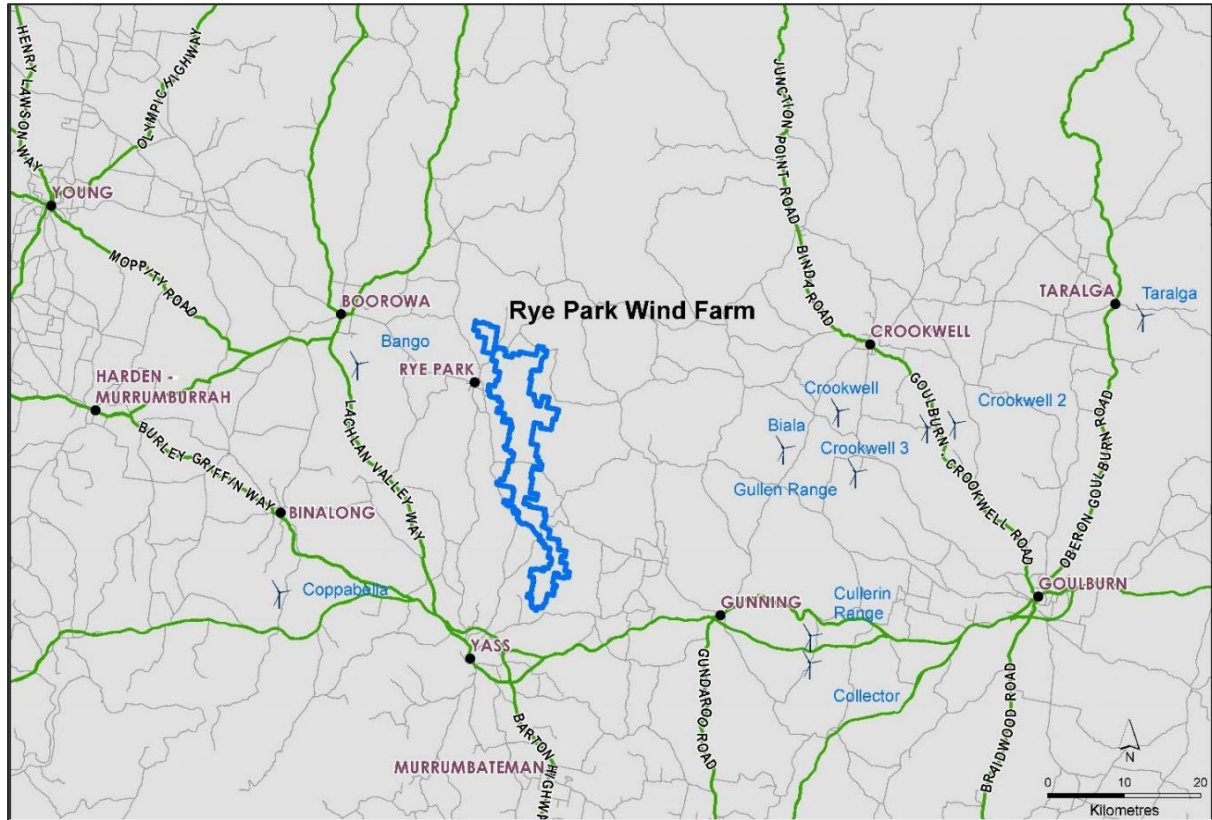 HENRY LAWSON WAY
OLYMPIC HIGHWAY
YOUNG
MOPPITY ROAD
BOOROWA
Bango
RYE PARK
Rye Park Wind Farm
JUNCTION POINT ROAD
BINDA ROAD
TARALGA
Taralga
CROOKWELL
HARDEN -
MURRUMBURRAH
LACHLAN VALLEY WAY
Crookwell
GOULBURN-CROOKWELL ROAD
Crookwell 2
Biala
Crookwell 3
Gullen Range
OBERON GOULBURN ROAD
BURLEY GRIFFIN WAY
BINALONG
Coppabella
GUNNING
Cullerin
Range
GOULBURN
YASS
GUNDAROO ROAD
Collector
BRAIDWOOD ROAD
MURRUMBATEMAN
BARTON HIGHWA
N
0 10 20
Kilometres